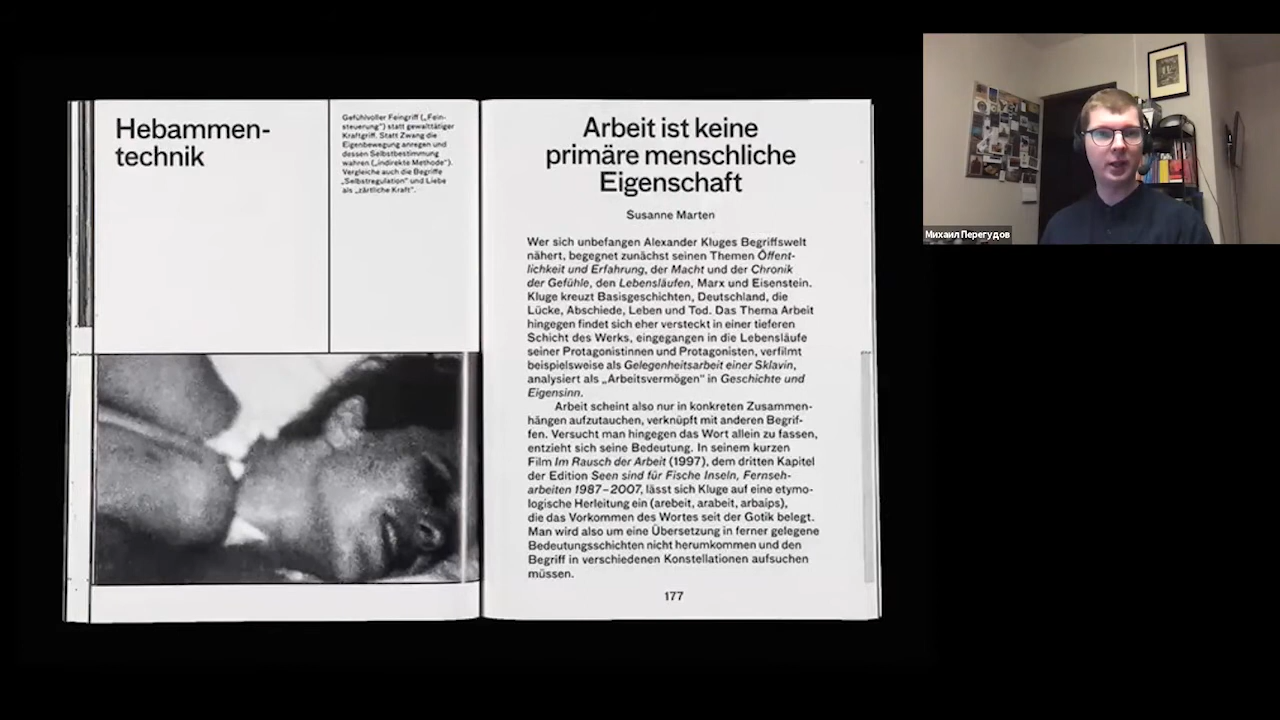 Hebammen-
technik
Gefühlvoller Feingriff („Fein-
steuerung“) statt gewalttätiger
Kraftgriff. Statt Zwang die
Eigenbewegung anregen und
dessen Selbstbestimmung
wahren („indirekte Methode“).
Vergleiche auch die Begriffe
„Selbstregulation“ und Liebe
als „zärtliche Kraft“.
Arbeit ist keine
primäre menschliche
Eigenschaft
Susanne Marten
Wer sich unbefangen Alexander Kluges Begriffswelt
nähert, begegnet zunächst seinen Themen Öffent-
lichkeit und Erfahrung, der Macht und der Chronik
der Gefühle, den Lebensläufen, Marx und Eisenstein.
Kluge kreuzt Basisgeschichten, Deutschland, die
Lücke, Abschiede, Leben und Tod. Das Thema Arbeit
hingegen findet sich eher versteckt in einer tieferen
Schicht des Werks, eingegangen in die Lebensläufe
seiner Protagonistinnen und Protagonisten, verfilmt
beispielsweise als Gelegenheitsarbeit einer Sklavin,
analysiert als „Arbeitsvermögen“ in Geschichte und
Eigensinn.
Arbeit scheint also nur in konkreten Zusammen-
hängen aufzutauchen, verknüpft mit anderen Begrif-
fen. Versucht man hingegen das Wort allein zu fassen,
entzieht sich seine Bedeutung. In seinem kurzen
Film Im Rausch der Arbeit (1997), dem dritten Kapitel
der Edition Seen sind für Fische Inseln, Fernseh-
arbeiten 1987–2007, lässt sich Kluge auf eine etymo-
logische Herleitung ein (arebeit, arabeit, arbaips),
die das Vorkommen des Wortes seit der Gotik belegt.
Man wird also um eine Übersetzung in ferner gelegene
Bedeutungsschichten nicht herumkommen und den
Begriff in verschiedenen Konstellationen aufsuchen
müssen.
177
Михаил Перегудов